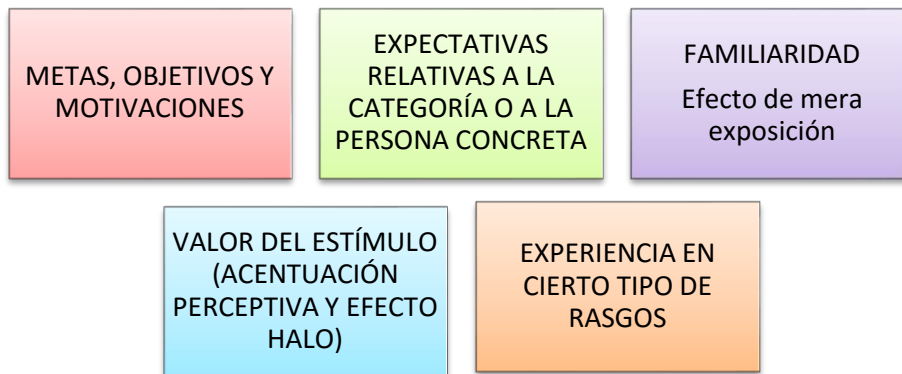 METAS, OBJETIVOS Y
MOTIVACIONES
EXPECTATIVAS
RELATIVAS A LA
CATEGORÍA O A LA
PERSONA CONCRETA
FAMILIARIDAD
Efecto de mera
exposición
VALOR DEL ESTÍMULO
(ACENTUACIÓN
PERCEPTIVA Y EFECTO
HALO)
EXPERIENCIA EN
CIERTO TIPO DE
RASGOS